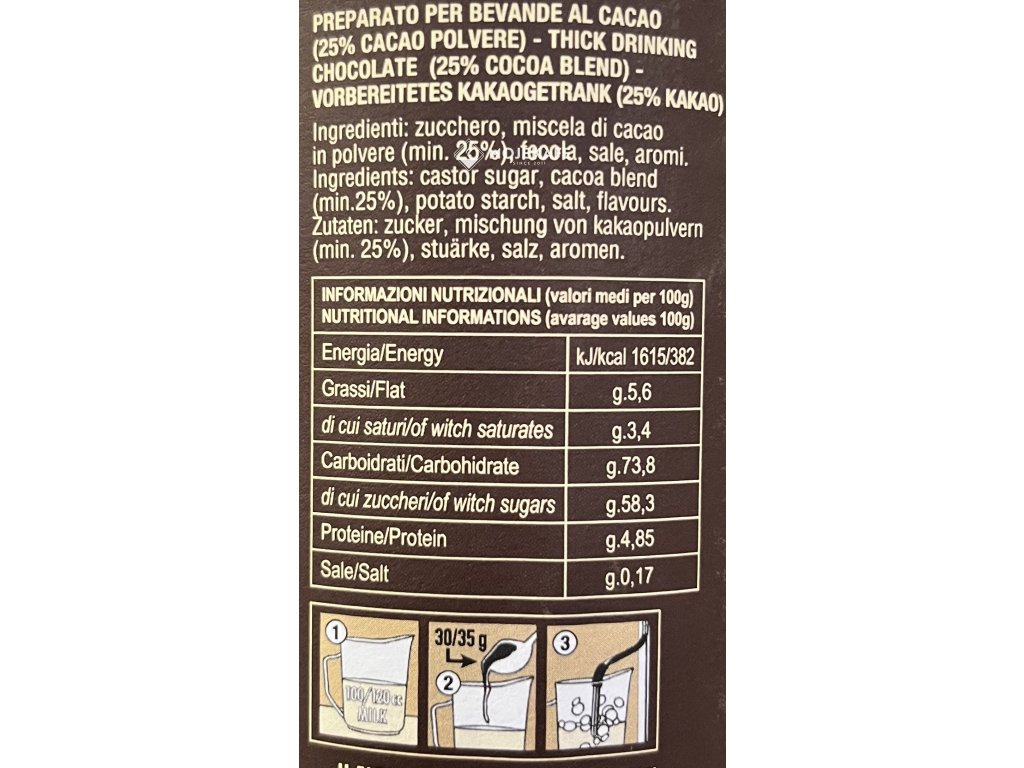 PREPARATO PER BEVANDE AL CACAO
(25% CACAO POLVERE) - THICK DRINKING
CHOCOLATE (25% COCOA BLEND) -
VORBEREITETES KAKAOGETRANK (25% KAKAO)
Ingredienti: zucchero, miscela di cacao
in polvere (min. 25%), fecola, sale, aromi.
SINCE 2011
Ingredients: castor sugar, cacoa blend
(min.25%), potato starch, salt, flavours.
Zutaten: zucker, mischung von kakaopulvern
(min. 25%), stuärke, salz, aromen.
INFORMAZIONI NUTRIZIONALI (valori medi per 100g)
NUTRITIONAL INFORMATIONS (avarage values 100g)
Energia/Energy kJ/kcal 1615/382
Grassi/Flat g.5,6
di cui saturi/of witch saturates g.3,4
Carboidrati/Carbohidrate g.73,8
di cui zuccheri/of witch sugars g.58,3
Proteine/Protein g.4,85
Sale/Salt g.0,17
1
100/120 cc
MILK
30/35 g
2
3